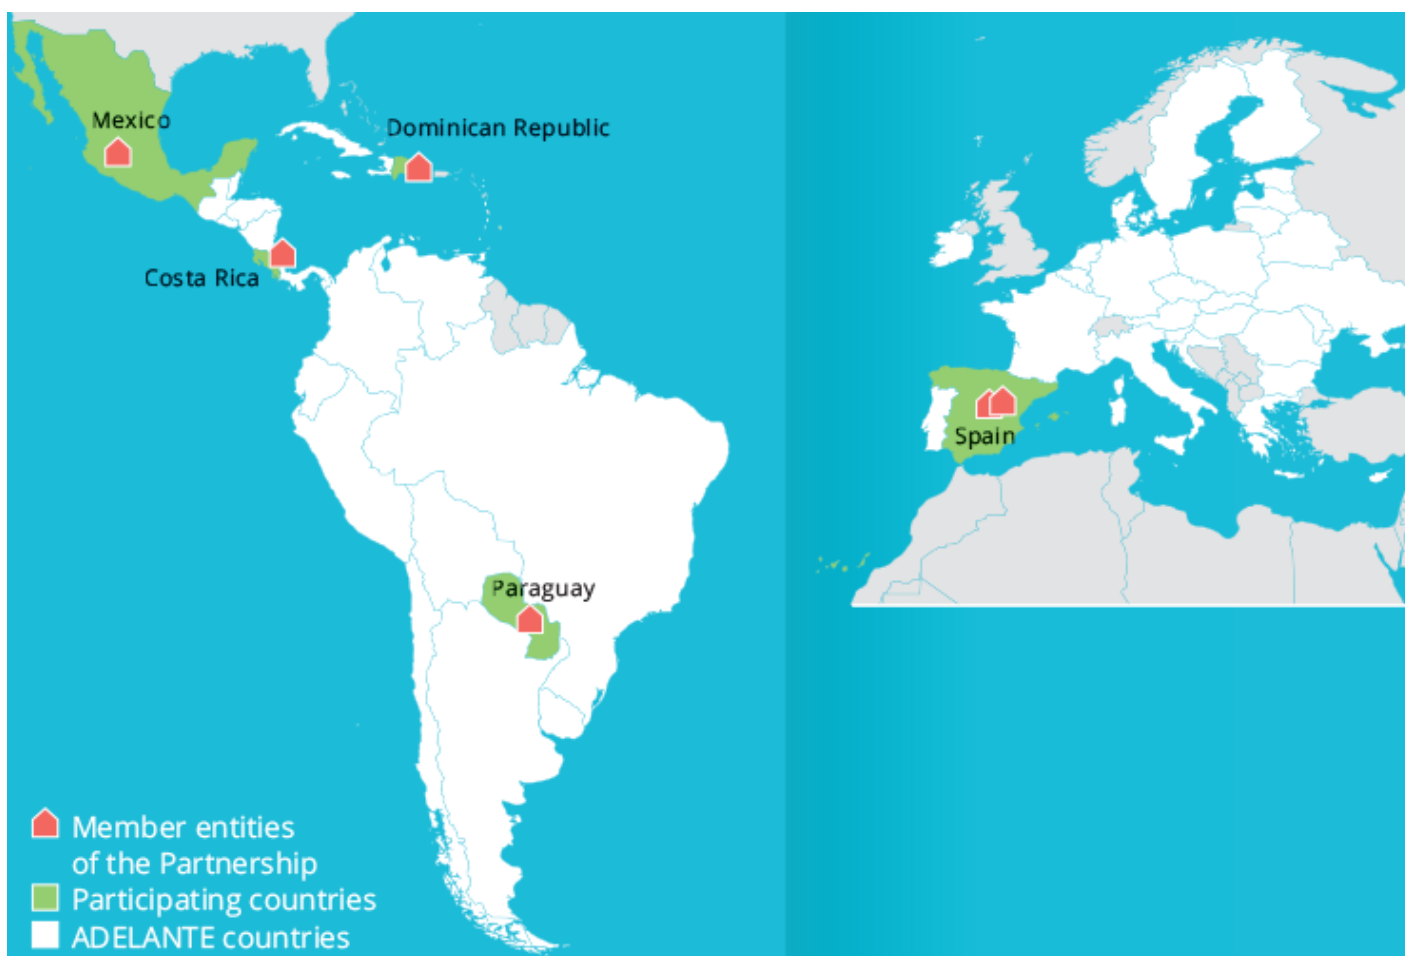 Mexico
Dominican Republic
Costa Rica
Spain
Paraguay
Member entities
of the Partnership
Participating countries
ADELANTE countries